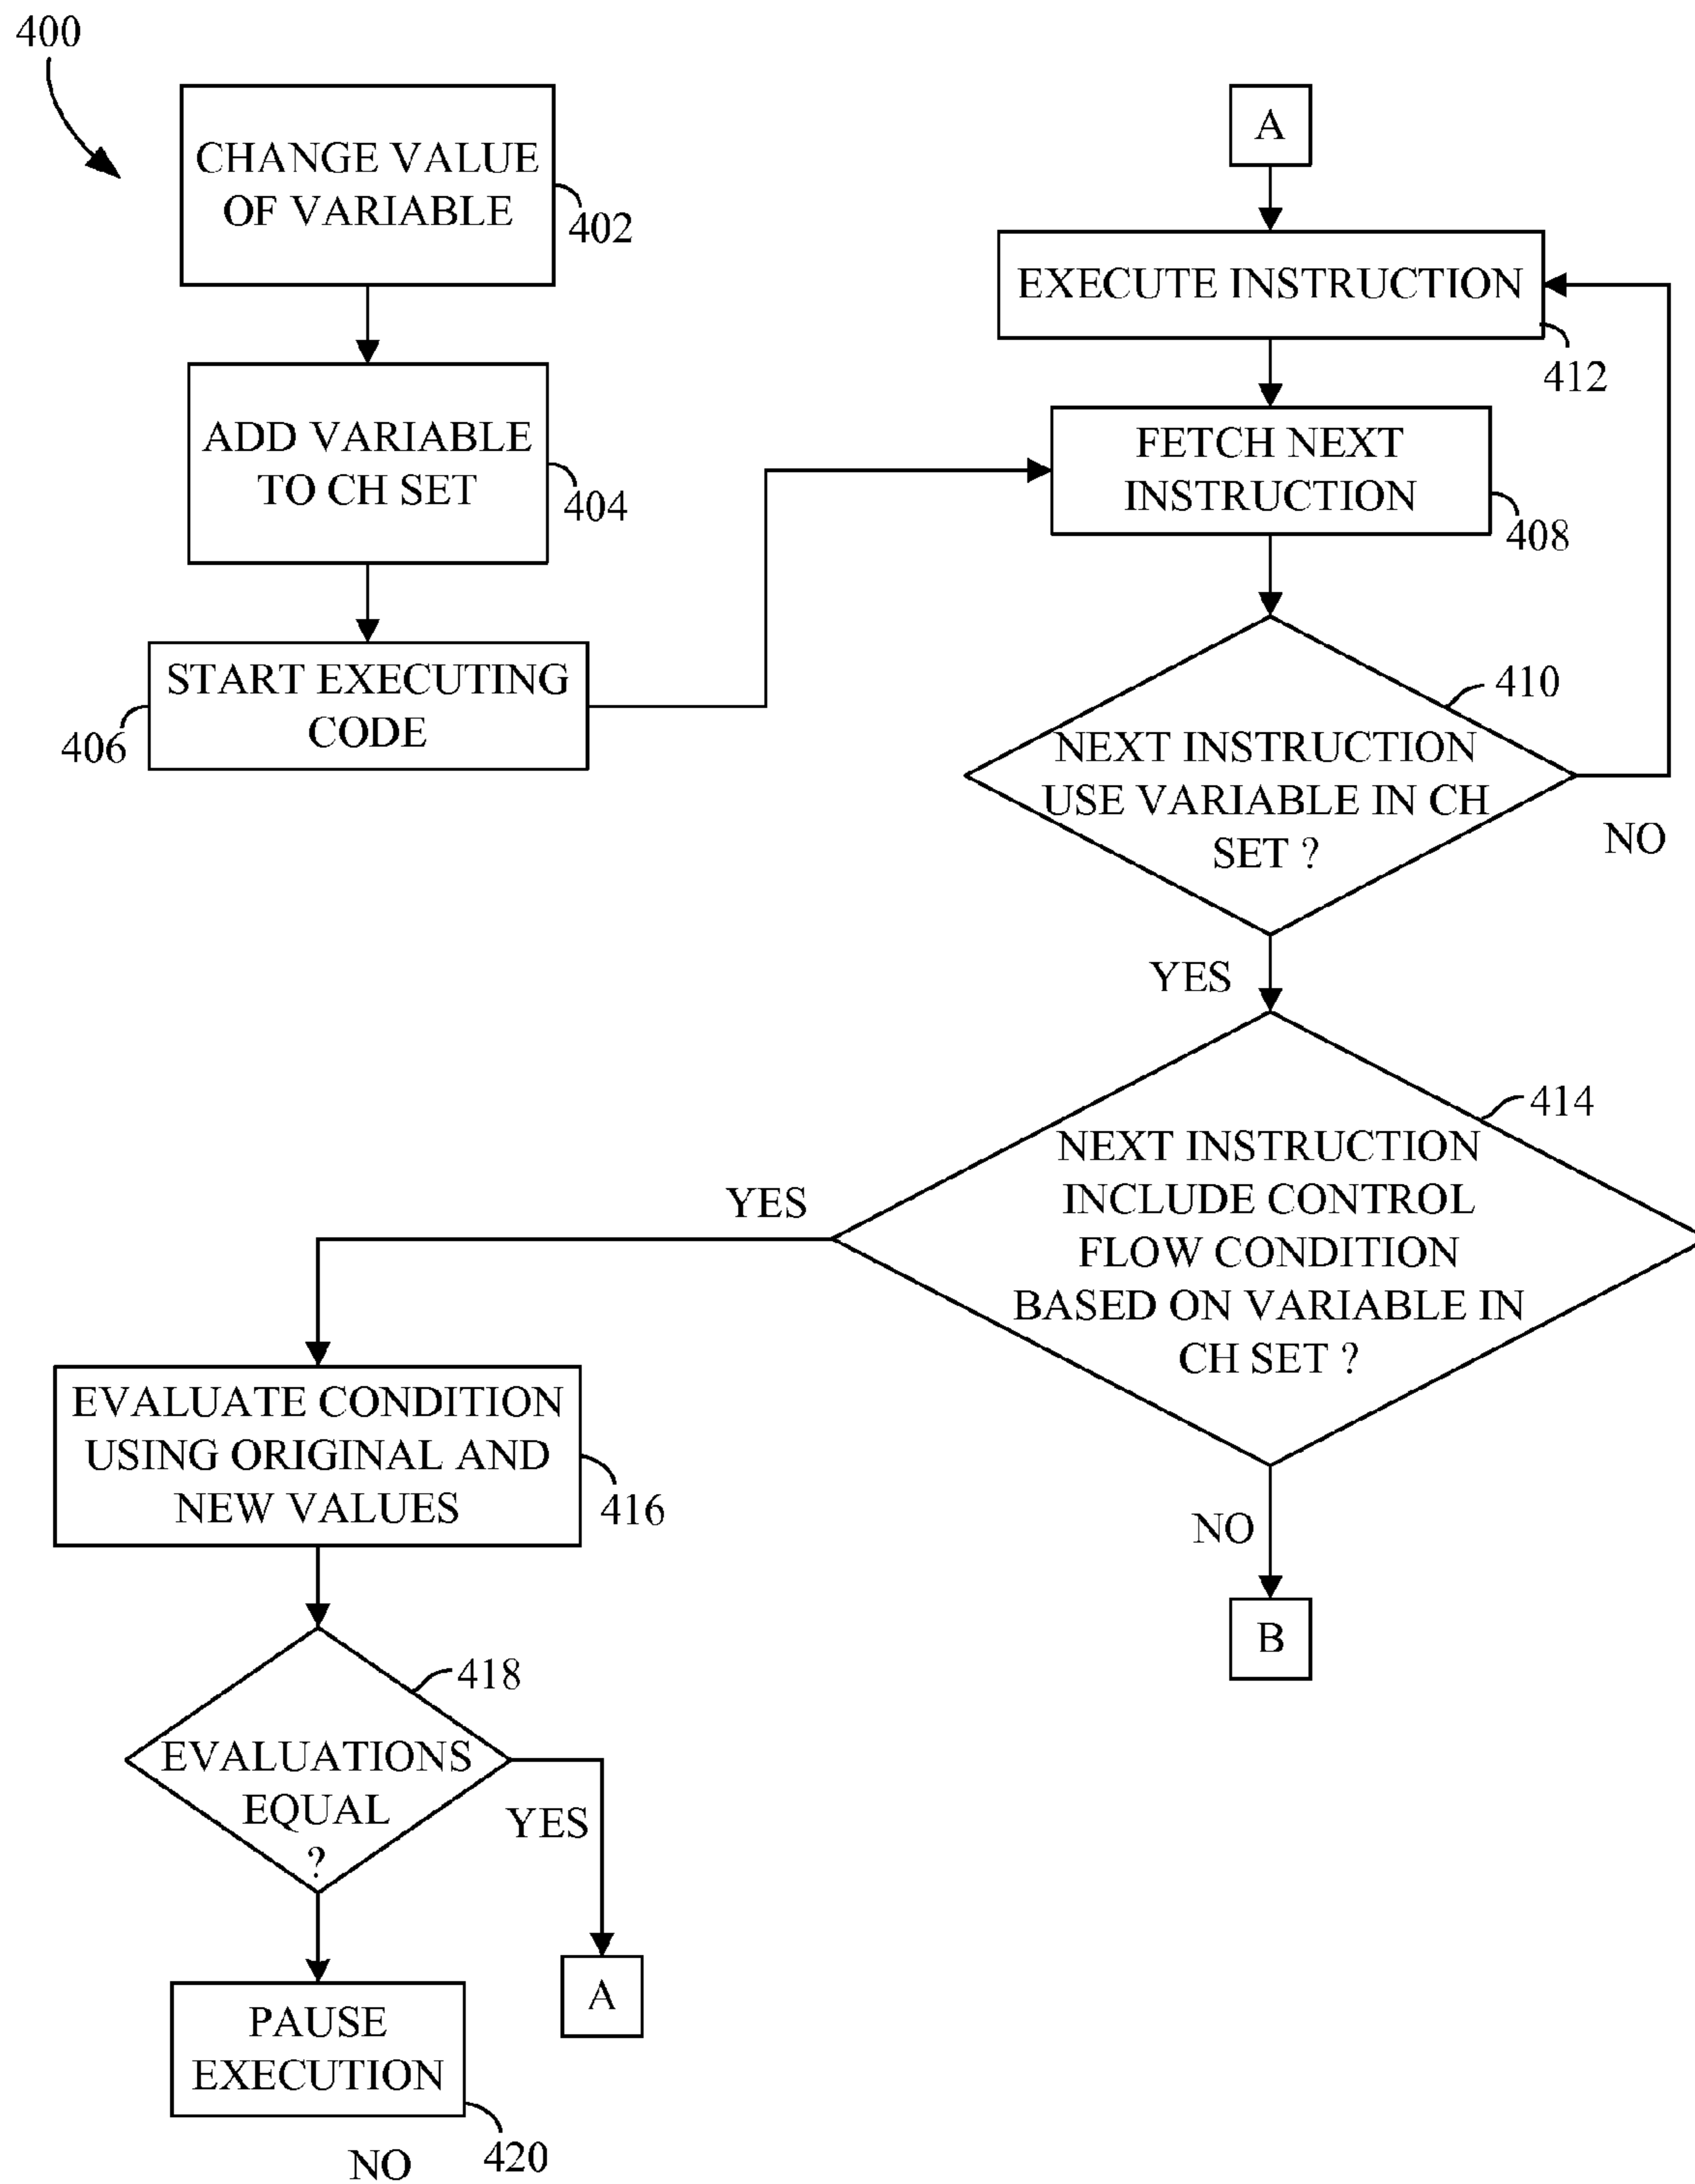 400
CHANGE VALUE
OF VARIABLE
402
ADD VARIABLE
TO CH SET
404
START EXECUTING
CODE
406
A
EXECUTE INSTRUCTION
412
FETCH NEXT
INSTRUCTION
408
410
NEXT INSTRUCTION
USE VARIABLE IN CH
SET ?
NO
YES
414
NEXT INSTRUCTION
INCLUDE CONTROL
FLOW CONDITION
BASED ON VARIABLE IN
CH SET ?
YES
NO
B
EVALUATE CONDITION
USING ORIGINAL AND
NEW VALUES
416
418
EVALUATIONS
EQUAL
?
YES
A
PAUSE
EXECUTION
420
NO